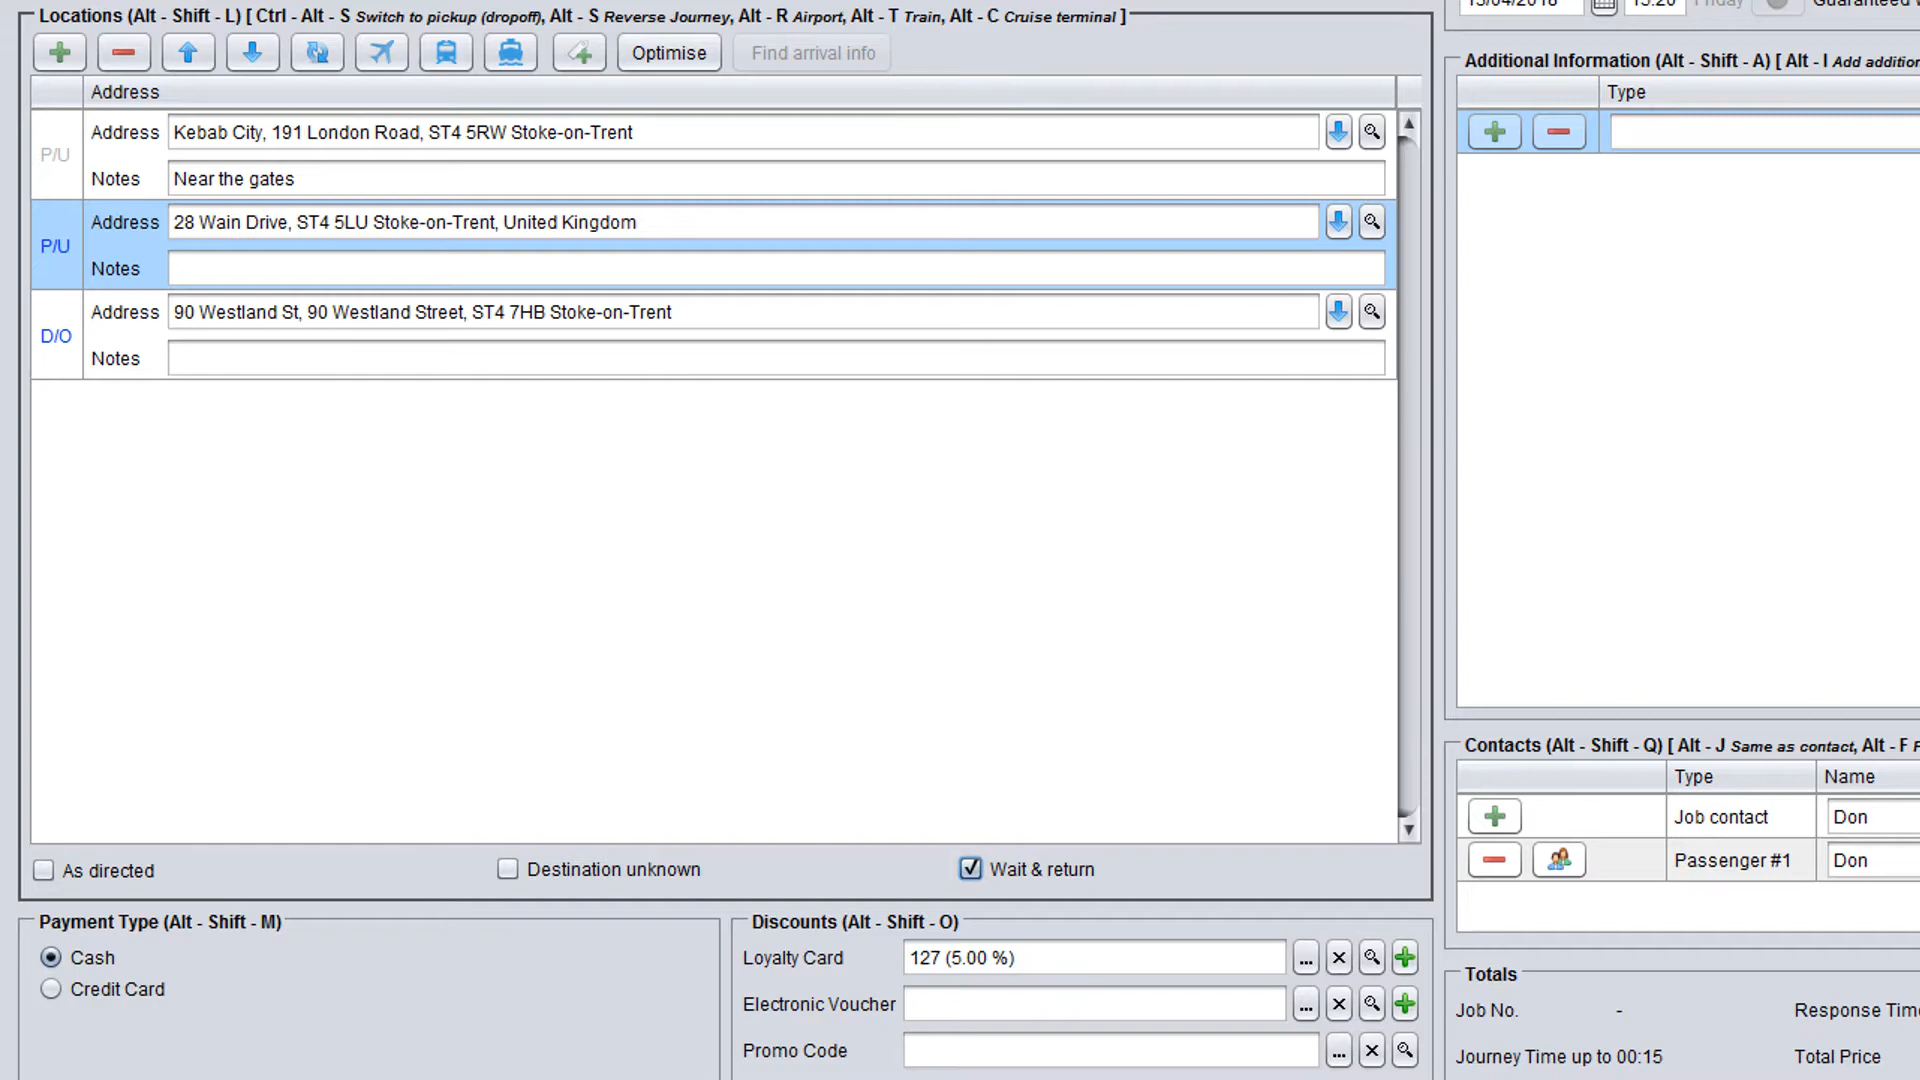 Locations (Alt - Shift - L) [ Ctrl - Alt - S Switch to pickup (dropoff), Alt - S Reverse Journey, Alt - R Airport, Alt - T Train, Alt - C Cruise terminal ]
Optimise
Find arrival info
Address
P/U
Address Kebab City, 191 London Road, ST4 5RW Stoke-on-Trent
Notes Near the gates
P/U
Address 28 Wain Drive, ST4 5LU Stoke-on-Trent, United Kingdom
Notes
D/O
Address 90 Westland St, 90 Westland Street, ST4 7HB Stoke-on-Trent
Notes
As directed
Destination unknown
Wait & return
Payment Type (Alt - Shift - M)
Cash
Credit Card
Discounts (Alt - Shift - O)
Loyalty Card 127 (5.00 %)
Electronic Voucher
Promo Code
Friday
Guaranteed
Additional Information (Alt - Shift - A) [ Alt - I Add addition
Type
Contacts (Alt - Shift - Q) [ Alt - J Same as contact, Alt - F
Type Name
Job contact Don
Passenger #1 Don
Totals
Job No. - Response Time
Journey Time up to 00:15 Total Price